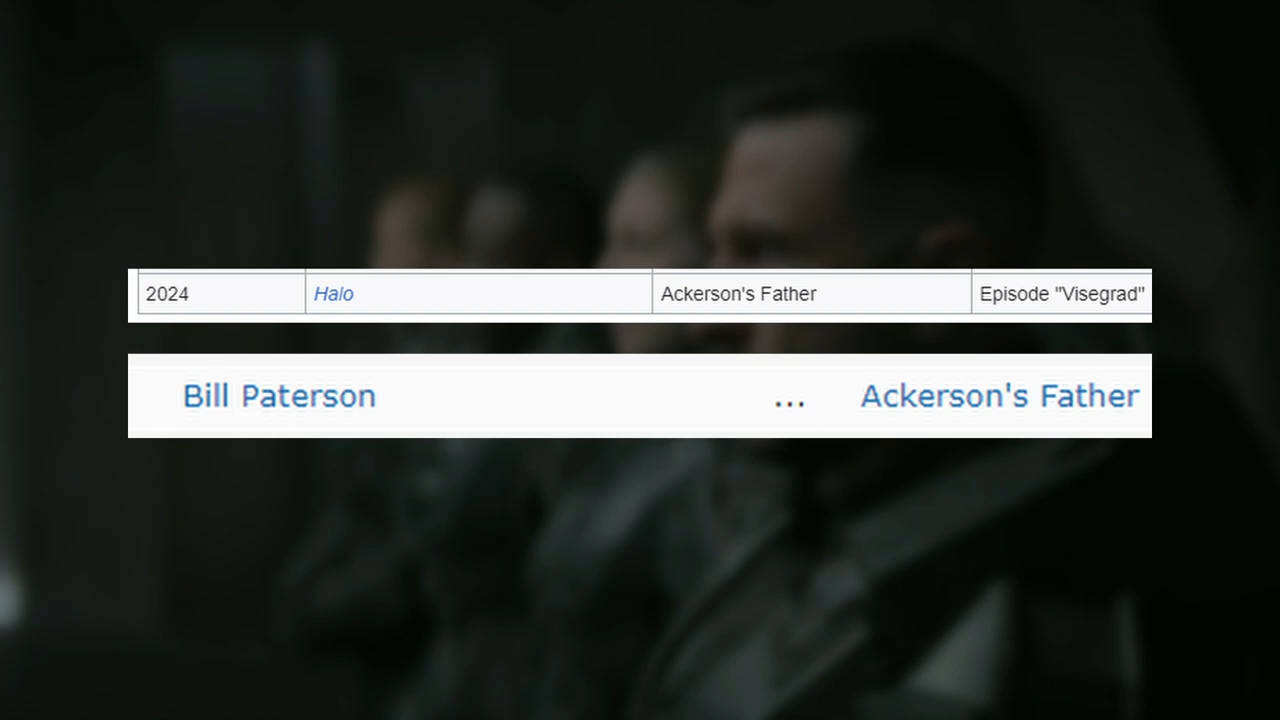 2024 Halo Ackerson's Father Episode "Visegrad"
Bill Paterson ... Ackerson's Father